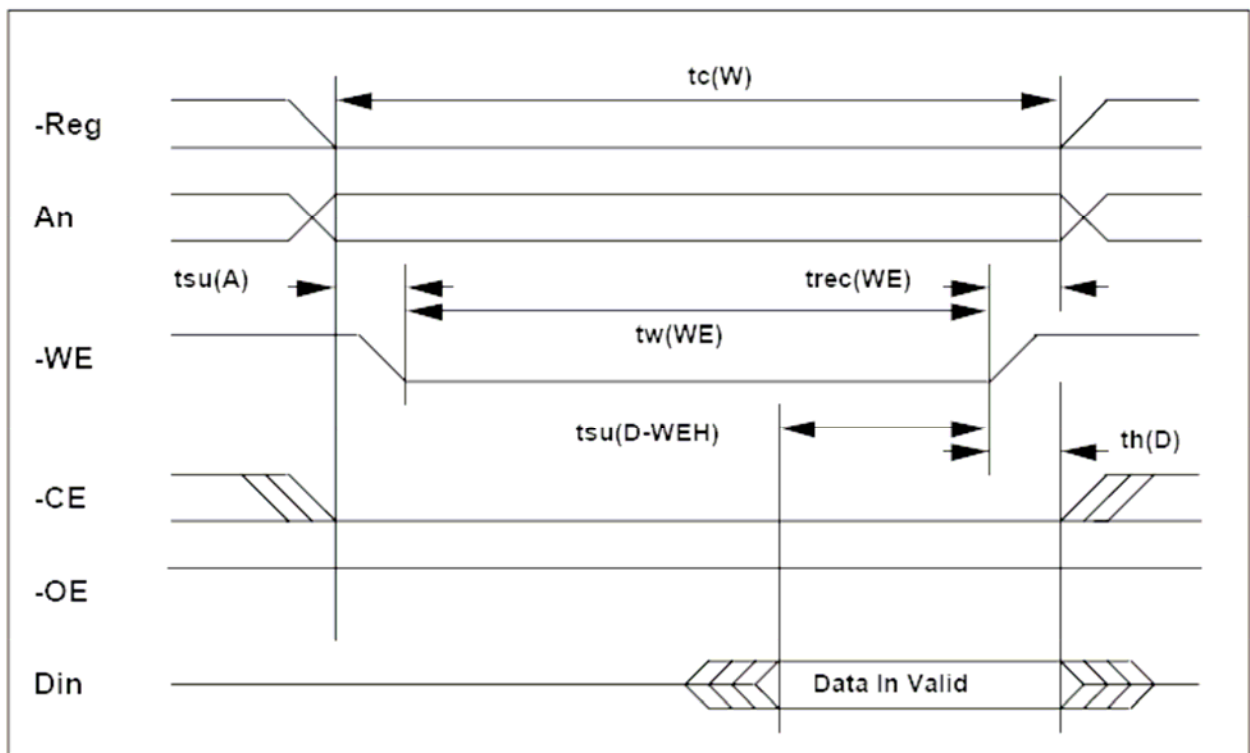 tc(W)
-Reg
An
tsu(A)
trec(WE)
tw(WE)
-WE
tsu(D-WEH)
th(D)
-CE
-OE
Din
Data In Valid